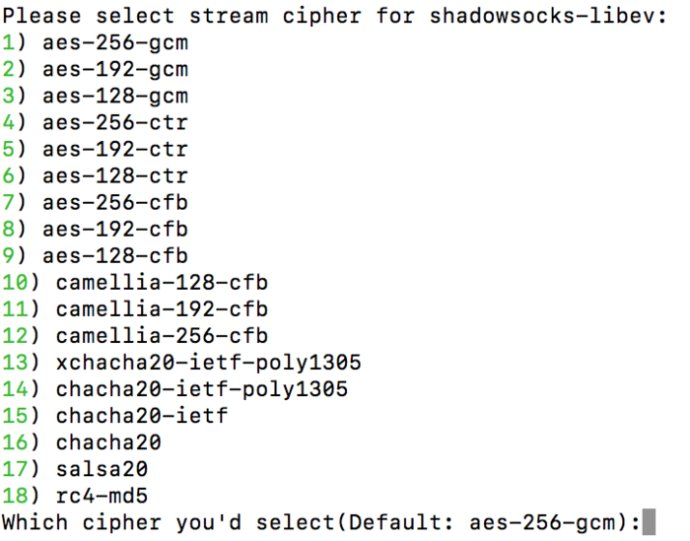 Please select stream cipher for shadowsocks-libev:
1) aes-256-gcm
2) aes-192-gcm
3) aes-128-gcm
4) aes-256-ctr
5) aes-192-ctr
6) aes-128-ctr
7) aes-256-cfb
8) aes-192-cfb
9) aes-128-cfb
10) camellia-128-cfb
11) camellia-192-cfb
12) camellia-256-cfb
13) xchacha20-ietf-poly1305
14) chacha20-ietf-poly1305
15) chacha20-ietf
16) chacha20
17) salsa20
18) rc4-md5
Which cipher you'd select(Default: aes-256-gcm):